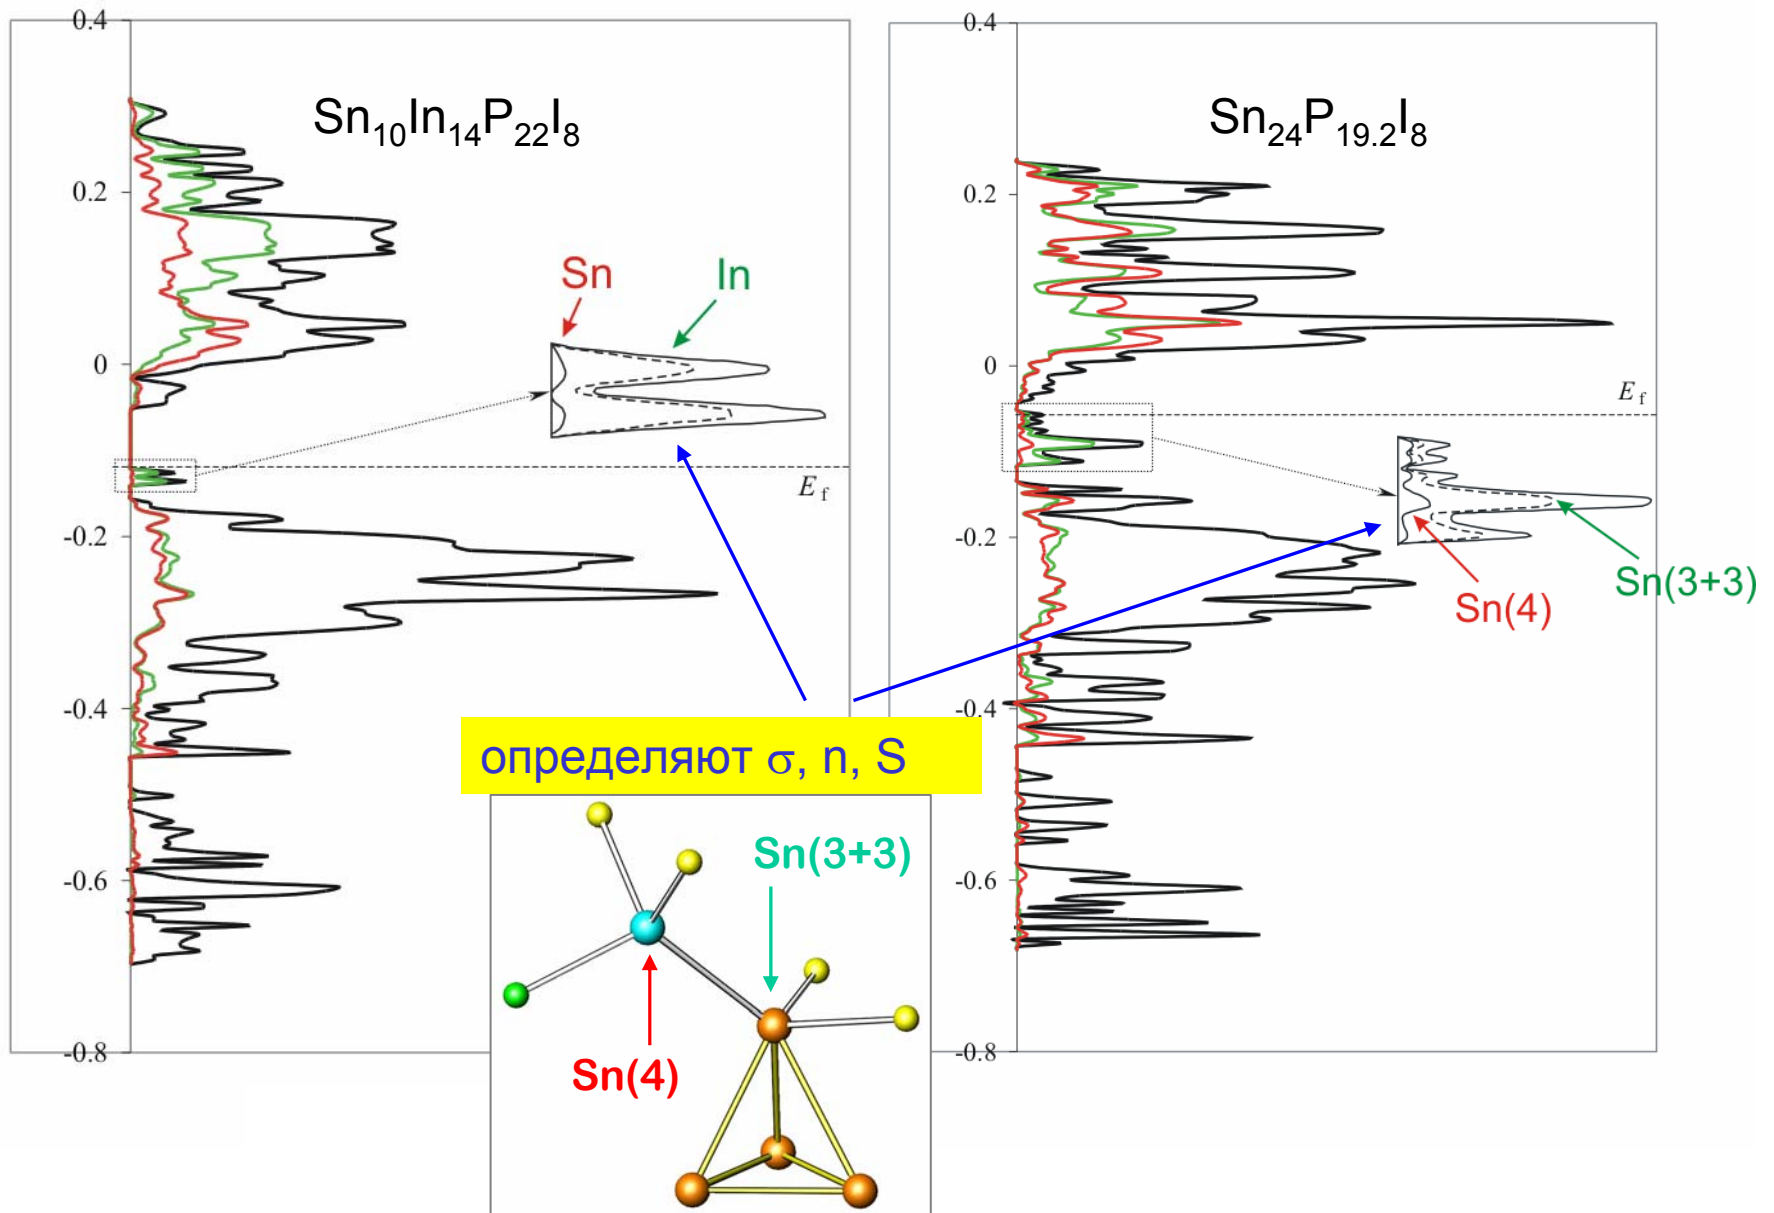 Sn10In14P22I8
0.4
0.2
0
-0.2
-0.4
-0.6
-0.8
Sn
In
Ef
Sn24P19.2I8
0.4
0.2
0
-0.2
-0.4
-0.6
-0.8
Ef
Sn(3+3)
Sn(4)
определяют σ, n, S
Sn(3+3)
Sn(4)